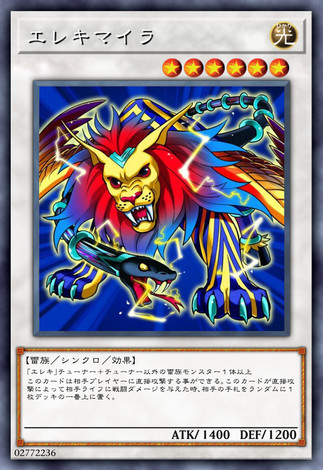 エレキマイラ
光
【雷族/シンクロ/効果】
「エレキ」チューナー+チューナー以外の雷族モンスター1体以上
このカードは相手プレイヤーに直接攻撃する事ができる。このカードが直接攻
撃によって相手ライフに戦闘ダメージを与えた時、相手の手札をランダムに1
枚デッキの一番上に置く。
ATK/ 1400 DEF/ 1200
02772236